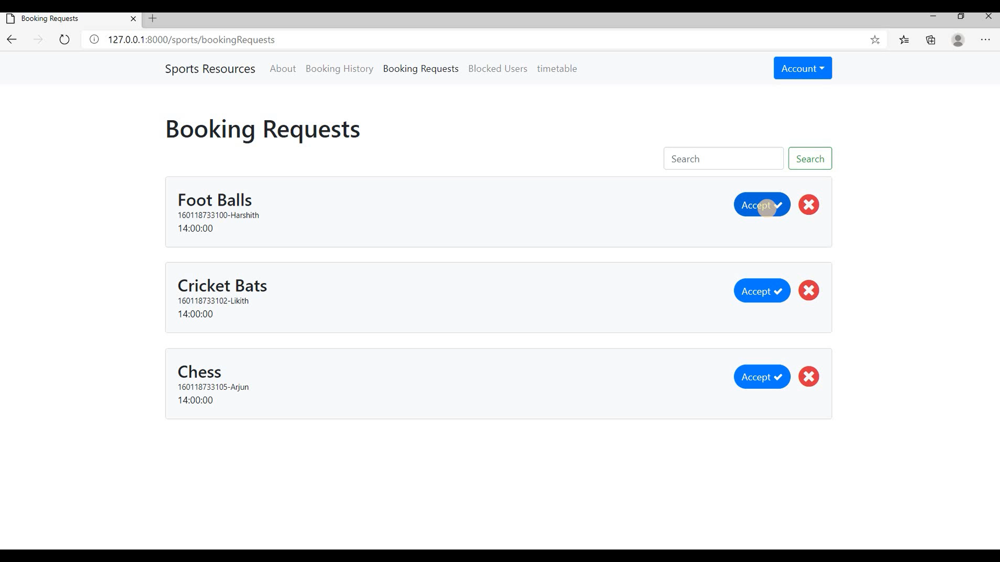 Booking Requests
127.0.0.1:8000/sports/bookingRequests
Sports Resources About Booking History Booking Requests Blocked Users timetable Account
Booking Requests
Search Search
Foot Balls
160118733100-Harshith
14:00:00
Accept
Cricket Bats
160118733102-Likith
14:00:00
Accept
Chess
160118733105-Arjun
14:00:00
Accept